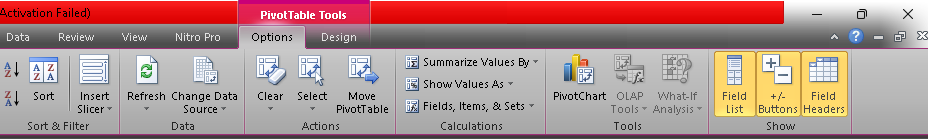 Activation Failed)
PivotTable Tools
Data Review View Nitro Pro Options Design
A Z Z A Sort
Z A
Insert Slicer
Refresh
Change Data Source
Clear
Select
Move PivotTable
Summarize Values By
Show Values As
Fields, Items, & Sets
PivotChart
OLAP Tools
What-If Analysis
Field List
+/- Buttons
Field Headers
Sort & Filter Data Actions Calculations Tools Show